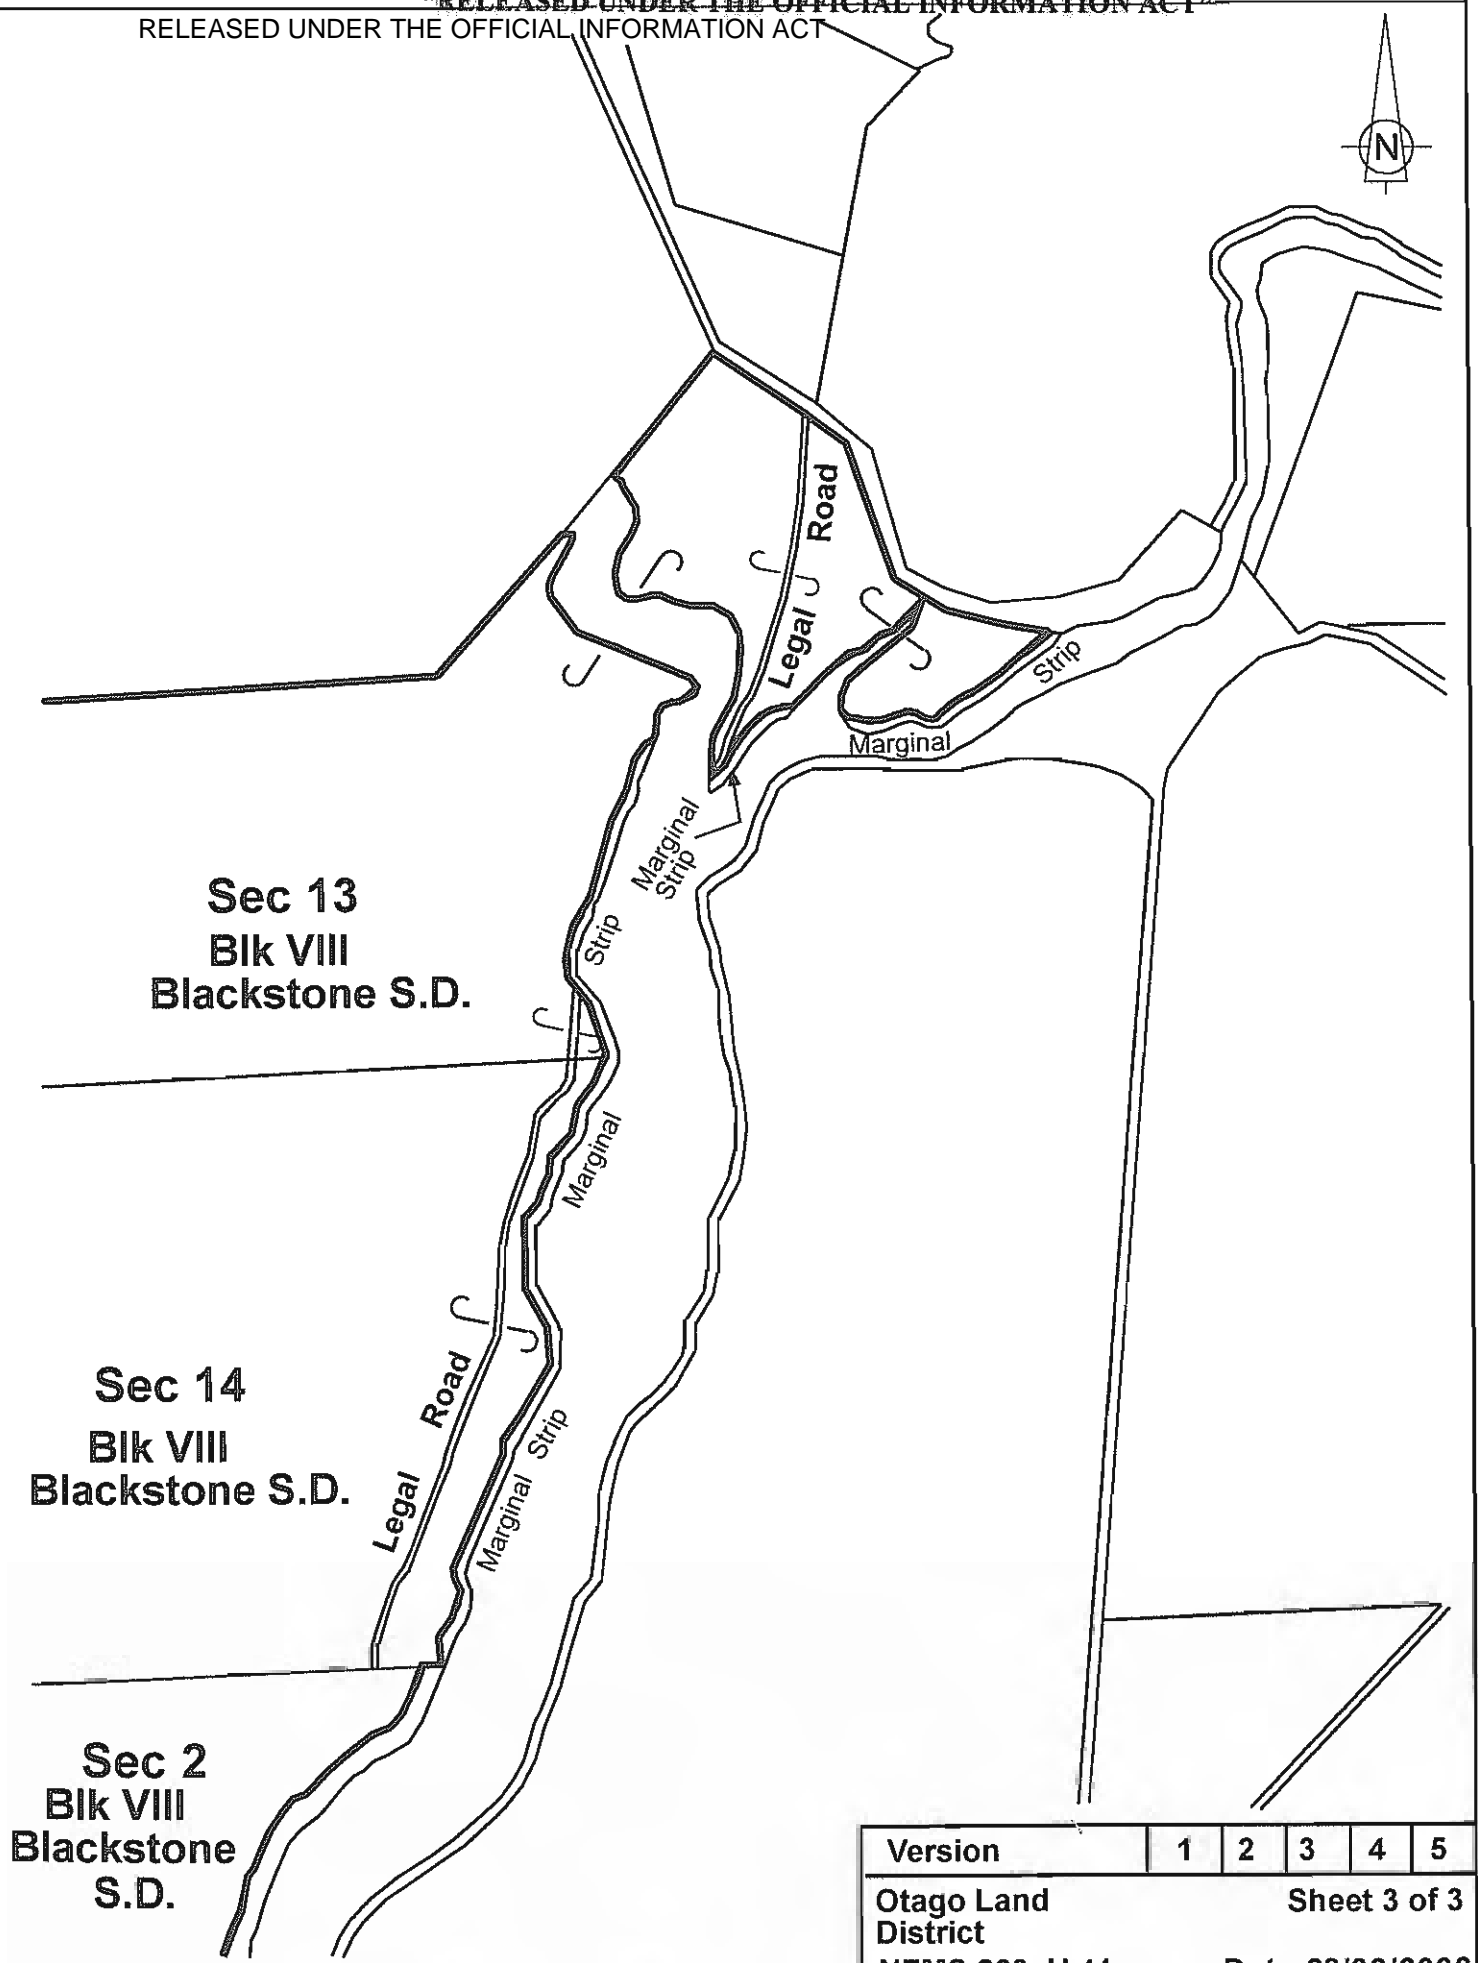 "RELEASED UNDER THE OFFICIAL INFORMATION ACT"
RELEASED UNDER THE OFFICIAL INFORMATION ACT
N
Road
Legal
Strip
Marginal
Marginal
Strip
Sec 13
Blk VIII
Blackstone S.D.
Strip
Marginal
Sec 14
Blk VIII
Blackstone S.D.
Road
Legal
Strip
Marginal
Sec 2
Blk VIII
Blackstone
S.D.
Version 1 2 3 4 5
Otago Land Sheet 3 of 3
District